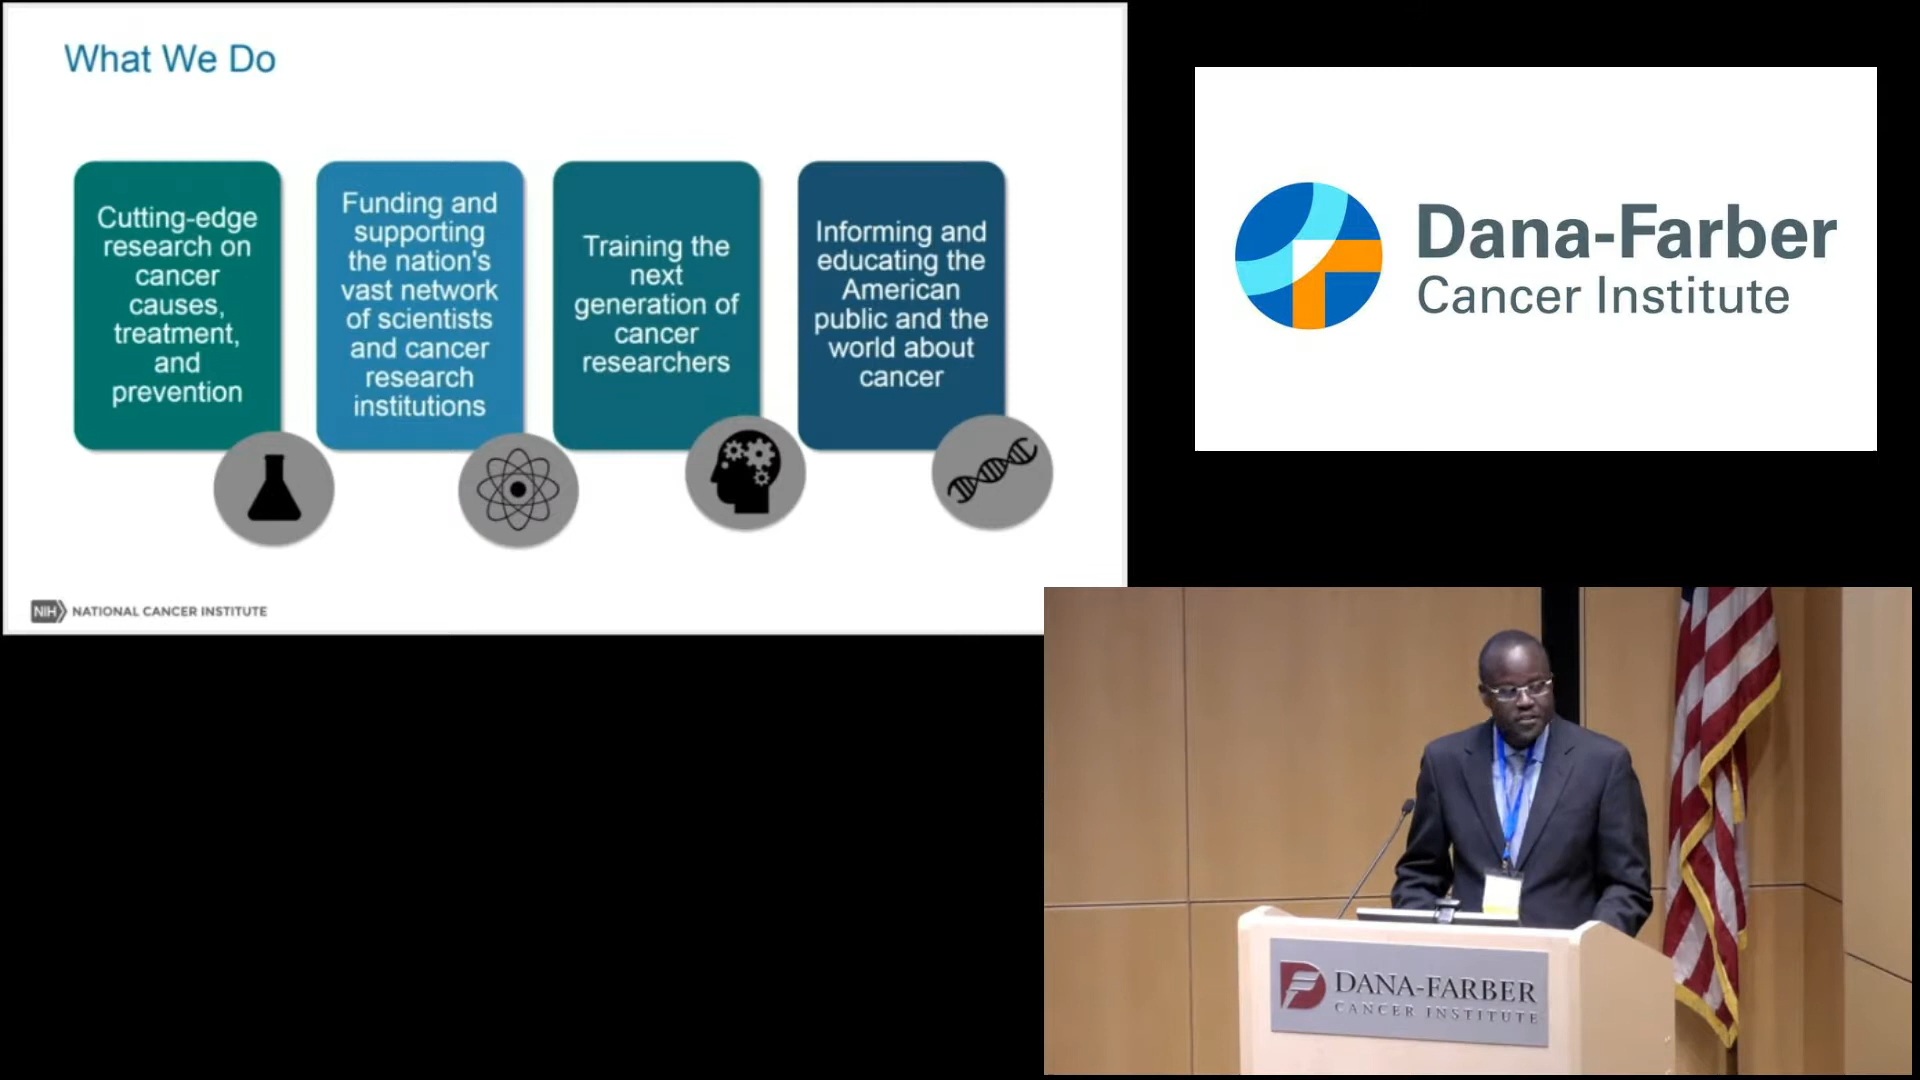 What We Do
Cutting-edge
research on
cancer
causes,
treatment,
and
prevention
Funding and
supporting
the nation's
vast network
of scientists
and cancer
research
institutions
Training the
next
generation of
cancer
researchers
Informing and
educating the
American
public and the
world about
cancer
NIH NATIONAL CANCER INSTITUTE
Dana-Farber
Cancer Institute
DANA-FARBER
CANCER INSTITUTE